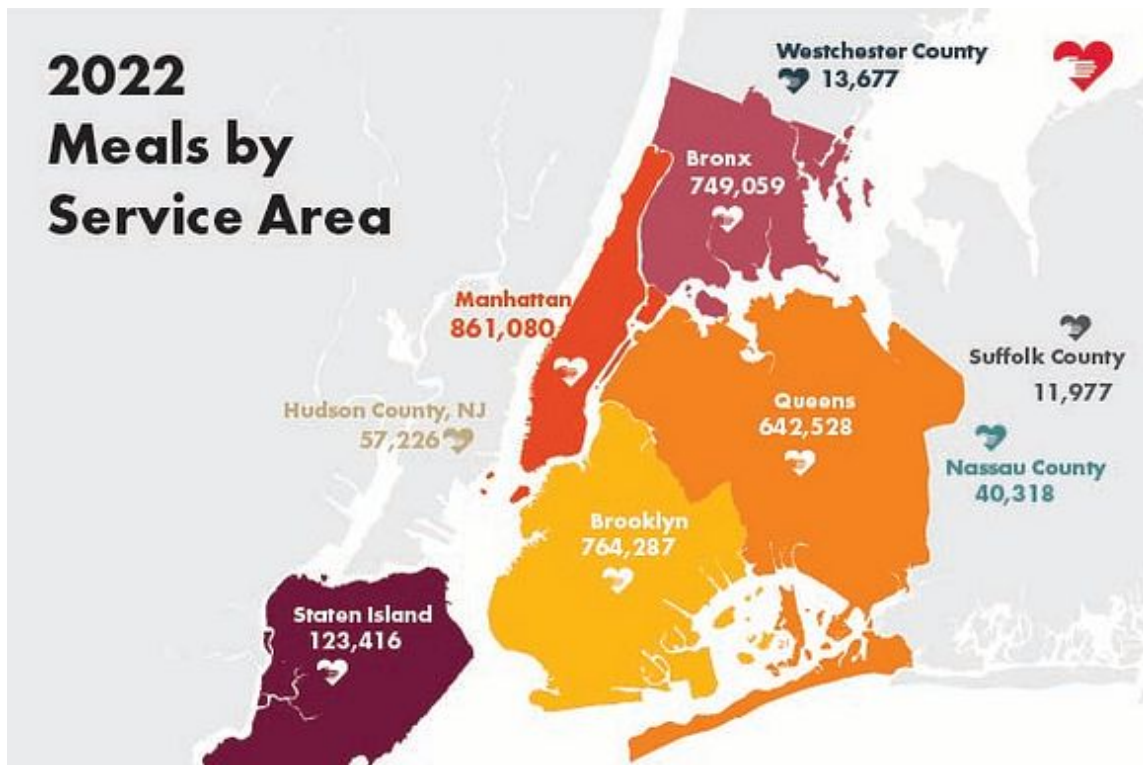 2022
Meals by
Service Area
Westchester County
13,677
Bronx
749,059
Manhattan
861,080
Suffolk County
11,977
Hudson County, NJ
57,226
Queens
642,528
Nassau County
40,318
Brooklyn
764,287
Staten Island
123,416